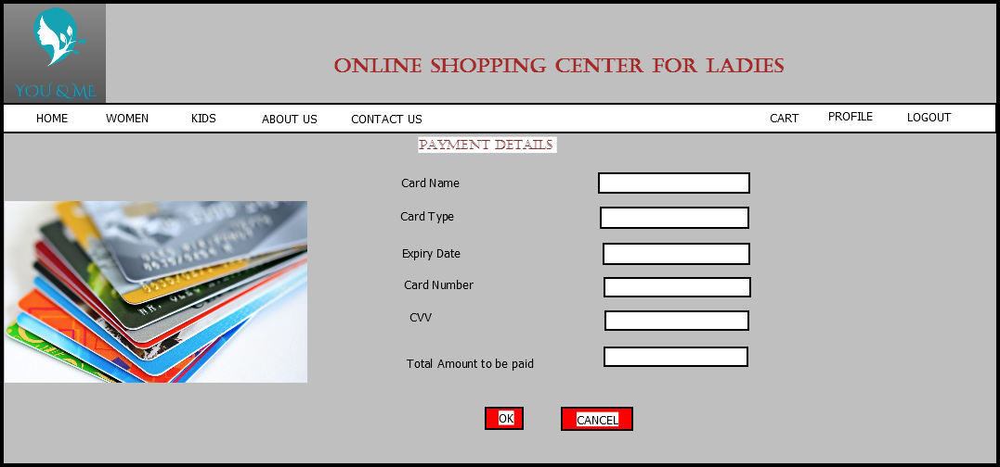 YOU & ME
ONLINE SHOPPING CENTER FOR LADIES
HOME WOMEN KIDS ABOUT US CONTACT US CART PROFILE LOGOUT
PAYMENT DETAILS
Card Name
Card Type
Expiry Date
Card Number
CVV
Total Amount to be paid
OK CANCEL